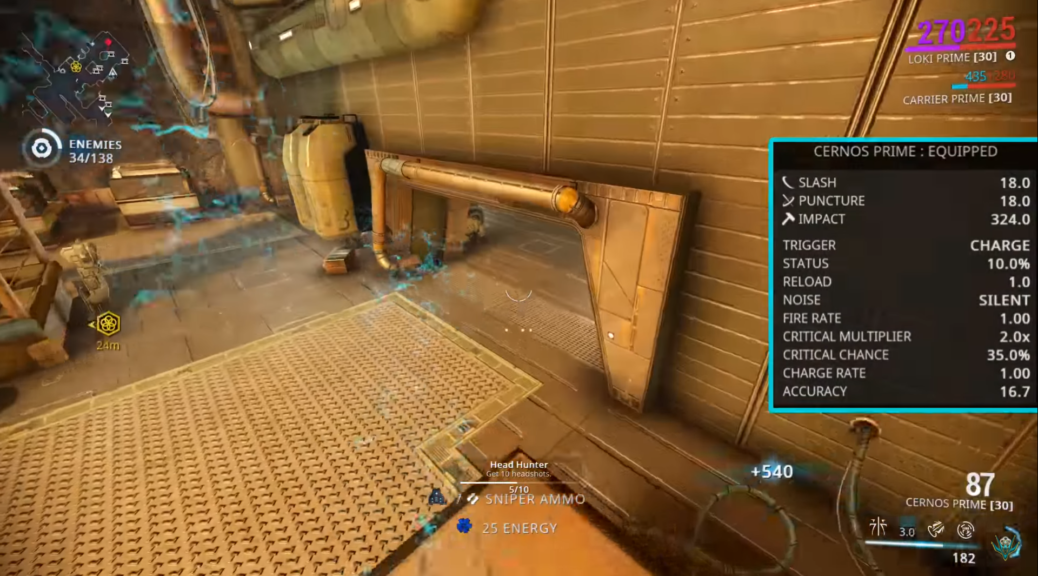 270 225
LOKI PRIME [30] 1
CARRIER PRIME [30]
ENEMIES
34/138
CERNOS PRIME : EQUIPPED
SLASH 18.0
PUNCTURE 18.0
IMPACT 324.0
TRIGGER CHARGE
STATUS 10.0%
RELOAD 1.0
NOISE SILENT
FIRE RATE 1.00
CRITICAL MULTIPLIER 2.0x
CRITICAL CHANCE 35.0%
CHARGE RATE 1.00
ACCURACY 16.7
24m
Head Hunter
Get 10 headshots.
5/10
SNIPER AMMO
25 ENERGY
+540
87
CERNOS PRIME [30]
3.0
182